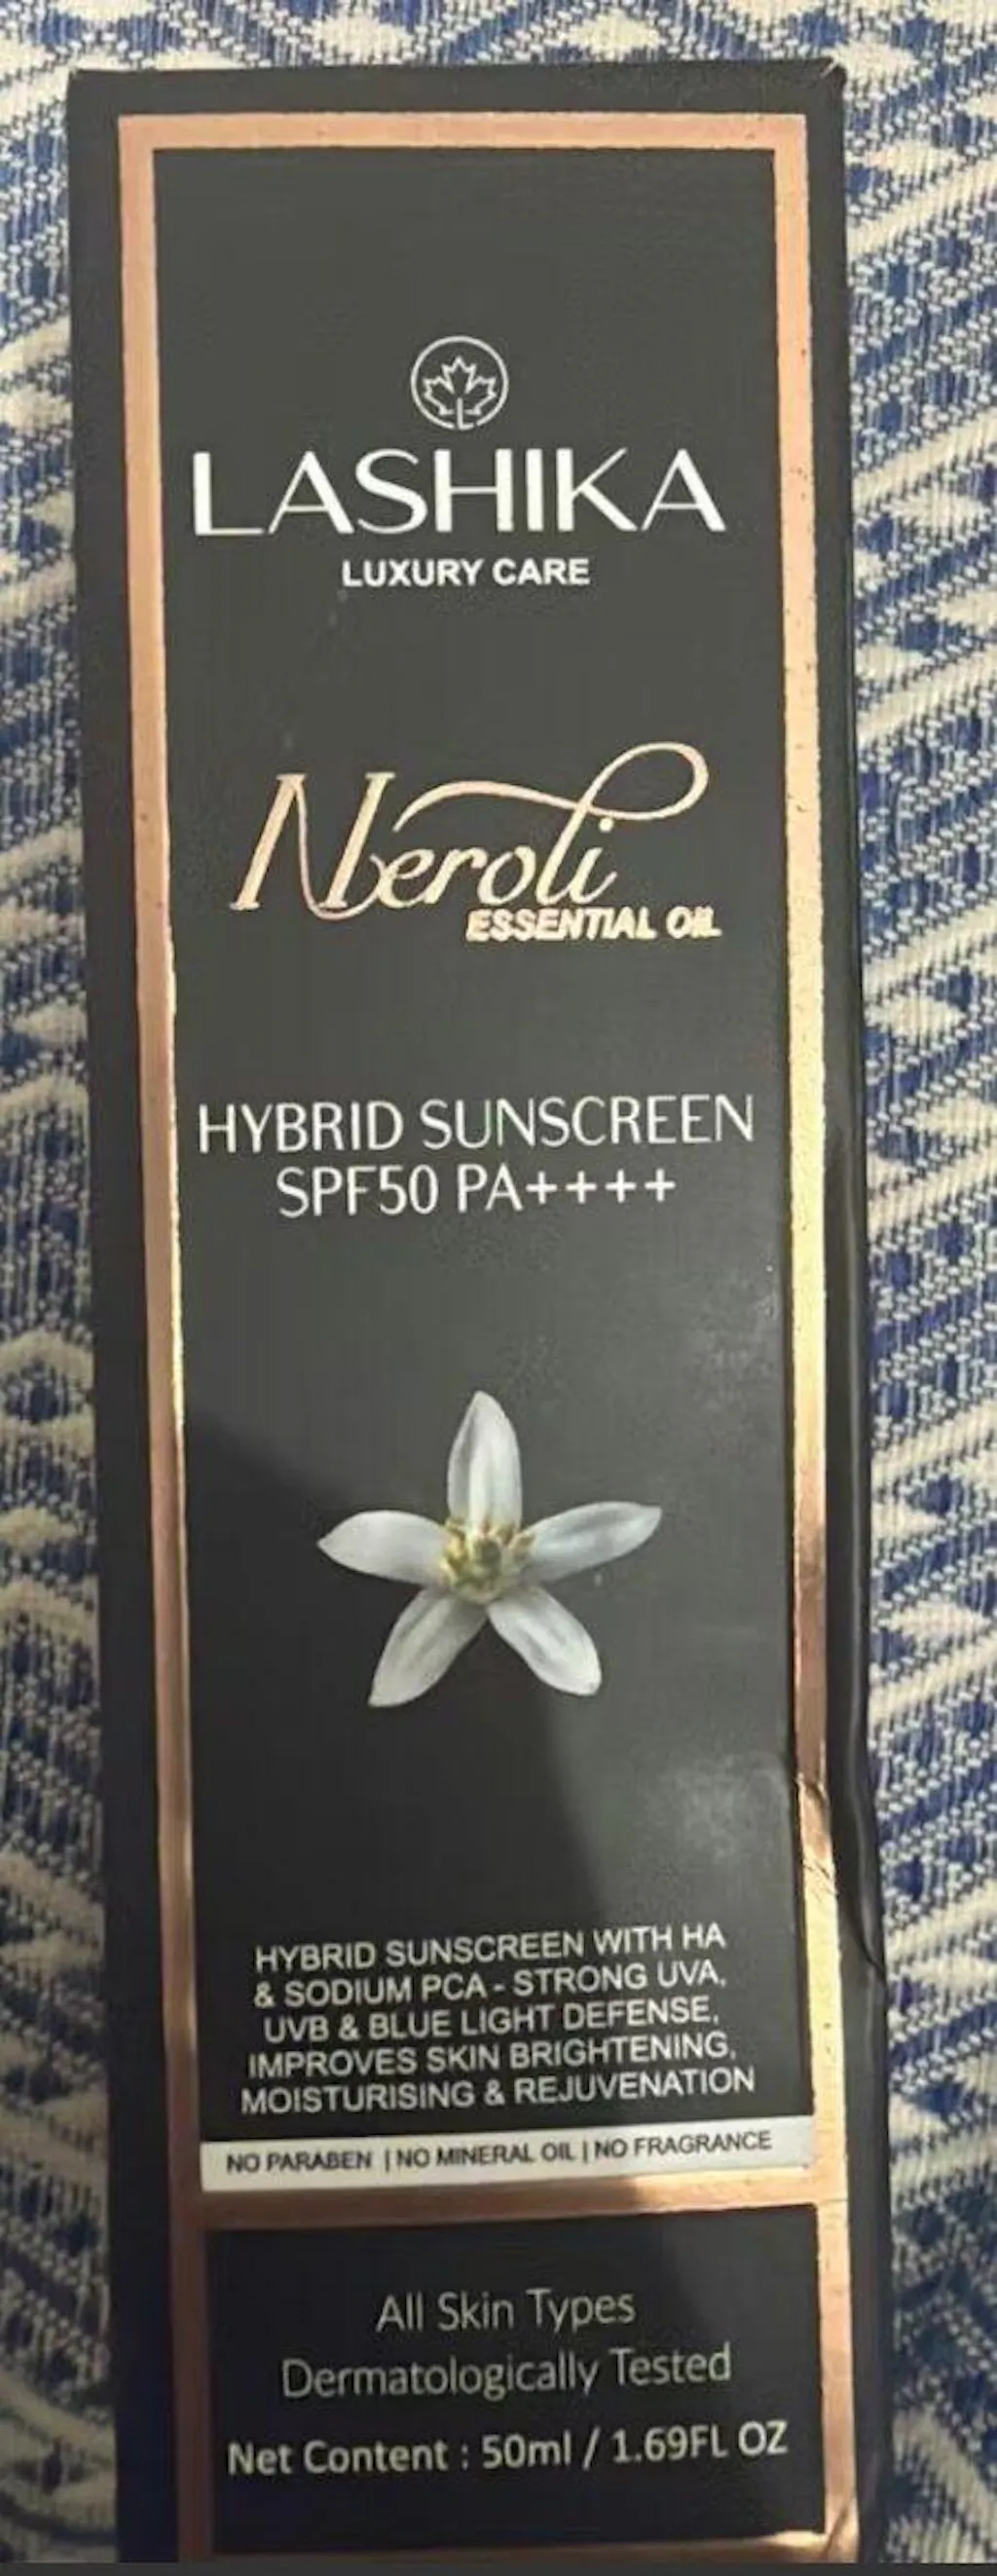 LASHIKA
LUXURY CARE
Neroli
ESSENTIAL OIL
HYBRID SUNSCREEN
SPF50 PA++++
HYBRID SUNSCREEN WITH HA
& SODIUM PCA - STRONG UVA,
UVB & BLUE LIGHT DEFENSE,
IMPROVES SKIN BRIGHTENING,
MOISTURISING & REJUVENATION
NO PARABEN | NO MINERAL OIL | NO FRAGRANCE
All Skin Types
Dermatologically Tested
Net Content : 50ml / 1.69FL OZ